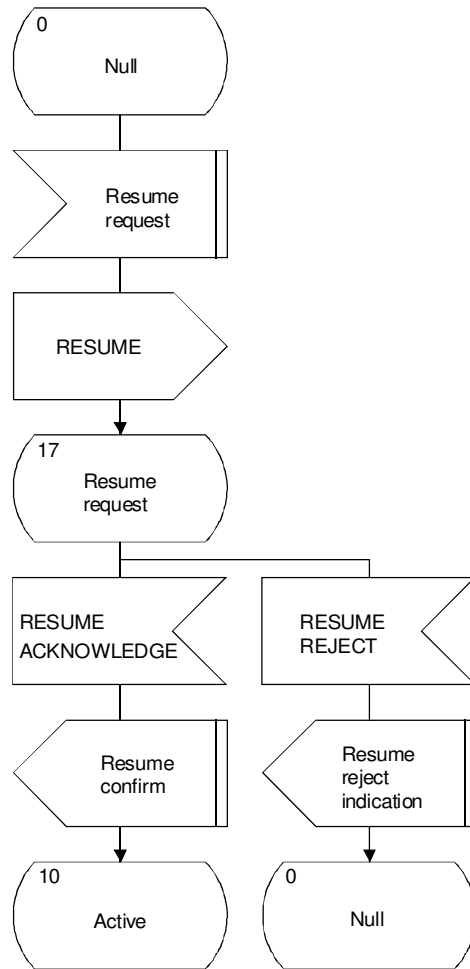 0
Null
Resume
request
RESUME
17
Resume
request
RESUME
ACKNOWLEDGE
RESUME
REJECT
Resume
confirm
Resume
reject
indication
10
Active
0
Null